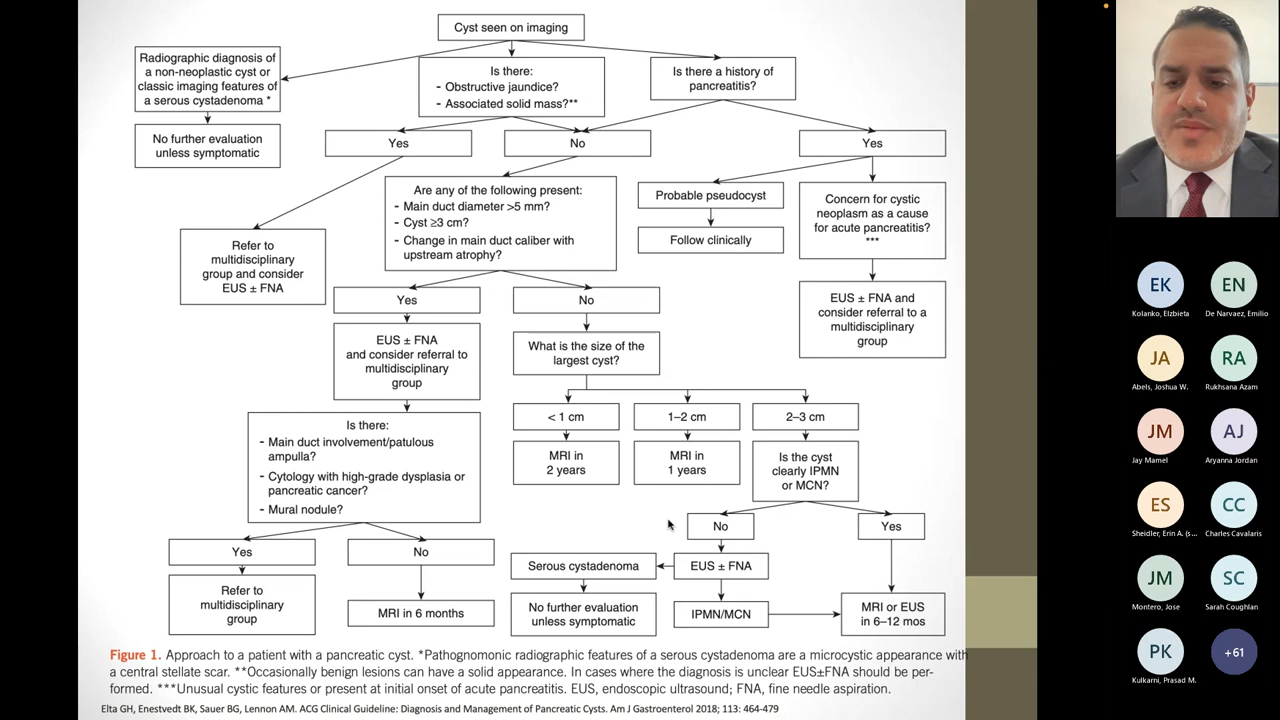 Cyst seen on imaging
Radiographic diagnosis of
a non-neoplastic cyst or
classic imaging features of
a serous cystadenoma *
No further evaluation
unless symptomatic
Is there:
- Obstructive jaundice?
- Associated solid mass?**
Is there a history of
pancreatitis?
Yes
No
Yes
Refer to
multidisciplinary
group and consider
EUS ± FNA
Are any of the following present:
- Main duct diameter >5 mm?
- Cyst ≥3 cm?
- Change in main duct caliber with
upstream atrophy?
Probable pseudocyst
Follow clinically
Concern for cystic
neoplasm as a cause
for acute pancreatitis?
***
EUS ± FNA and
consider referral to a
multidisciplinary
group
Yes
No
EUS ± FNA
and consider referral to
multidisciplinary
group
What is the size of the
largest cyst?
< 1 cm
1–2 cm
2–3 cm
MRI in
2 years
MRI in
1 years
Is the cyst
clearly IPMN
or MCN?
Is there:
- Main duct involvement/patulous
ampulla?
- Cytology with high-grade dysplasia or
pancreatic cancer?
- Mural nodule?
No
Yes
Yes
No
Serous cystadenoma
EUS ± FNA
Refer to
multidisciplinary
group
MRI in 6 months
No further evaluation
unless symptomatic
IPMN/MCN
MRI or EUS
in 6–12 mos
Figure 1. Approach to a patient with a pancreatic cyst. *Pathognomonic radiographic features of a serous cystadenoma are a microcystic appearance with
a central stellate scar. **Occasionally benign lesions can have a solid appearance. In cases where the diagnosis is unclear EUS±FNA should be per-
formed. ***Unusual cystic features or present at initial onset of acute pancreatitis. EUS, endoscopic ultrasound; FNA, fine needle aspiration.
Elta GH, Enestvedt BK, Sauer BG, Lennon AM. ACG Clinical Guideline: Diagnosis and Management of Pancreatic Cysts. Am J Gastroenterol 2018; 113: 464-479
EK
EN
Kolanko, Elzbieta
De Narvaez, Emilio
JA
RA
Abels, Joshua W.
Rukhsana Azam
JM
AJ
Jay Mamel
Aryanna Jordan
ES
CC
Sheidler, Erin A. (s...
Charles Cavalaris
JM
SC
Montero, Jose
Sarah Coughlan
PK
+61
Kulkarni, Prasad M.